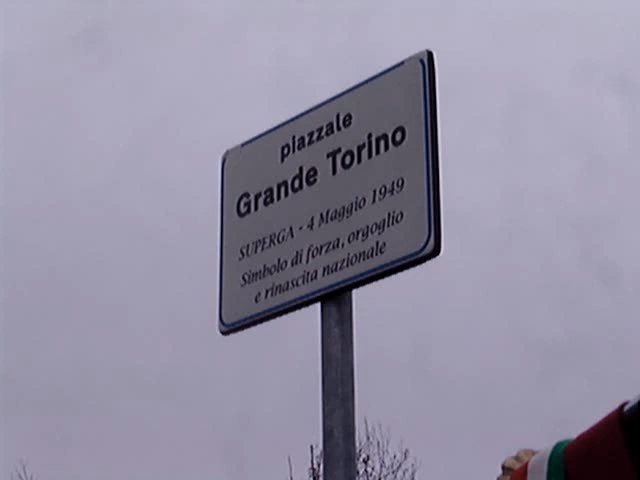 piazzale
Grande Torino
SUPERGA - 4 Maggio 1949
Simbolo di forza, orgoglio
e rinascita nazionale